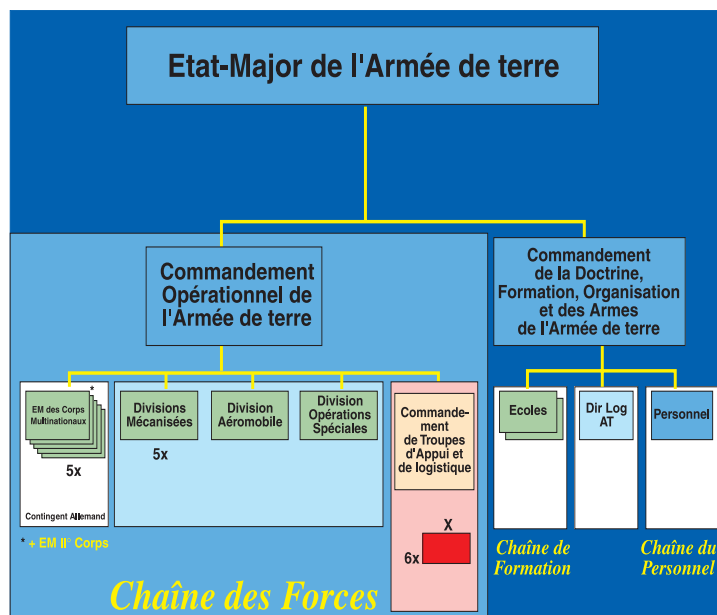 Etat-Major de l'Armée de terre
Commandement
Opérationnel de
l'Armée de terre
Commandement
de la Doctrine,
Formation, Organisation
et des Armes
de l'Armée de terre
*
EM des Corps
Multinationaux
5x
Contingent Allemand
* + EM II° Corps
Divisions
Mécanisées
5x
Division
Aéromobile
Division
Opérations
Spéciales
Commande-
ment
de Troupes
d'Appui et
de logistique
X
6x
Ecoles
Dir Log
AT
Personnel
Chaîne de
Formation
Chaîne du
Personnel
Chaîne des Forces